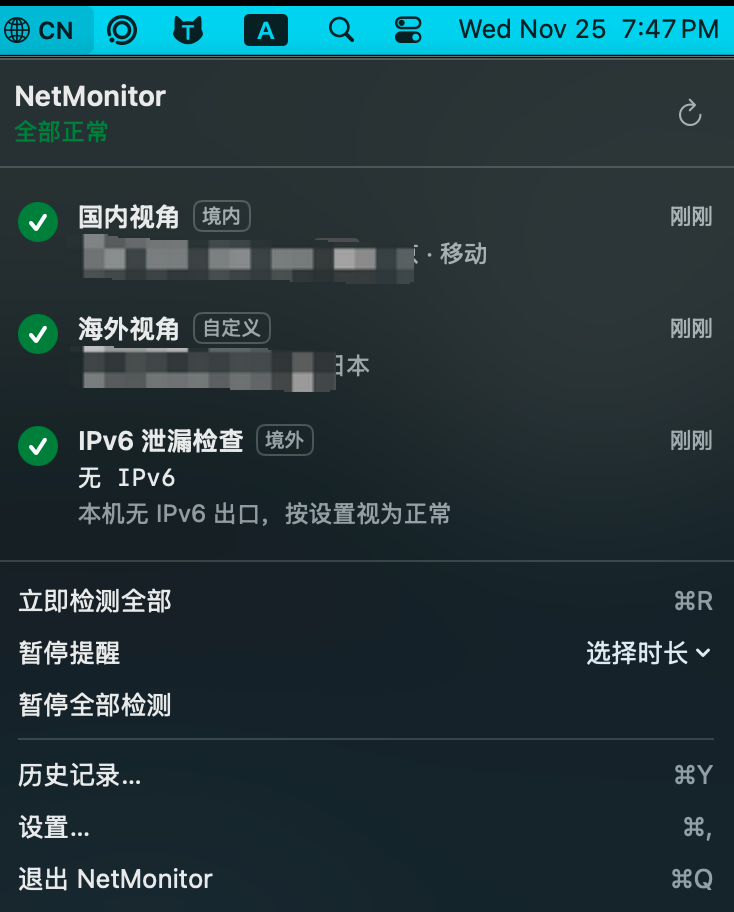 CN T A Wed Nov 25 7:47 PM
NetMonitor
全部正常
国内视角 境内 刚刚
· 移动
海外视角 自定义 刚刚
日本
IPv6 泄漏检查 境外 刚刚
无 IPv6
本机无 IPv6 出口，按设置视为正常
立即检测全部 ⌘R
暂停提醒 选择时长
暂停全部检测
历史记录... ⌘Y
设置... ⌘,
退出 NetMonitor ⌘Q